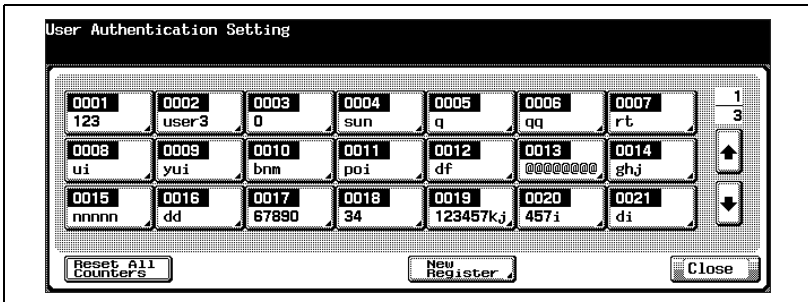 User Authentication Setting
0001 0002 0003 0004 0005 0006 0007 1
123 user3 0 sun q qq rt 3
0008 0009 0010 0011 0012 0013 0014
ui yui bnm poi df @@@@@@@@ ghj
0015 0016 0017 0018 0019 0020 0021
nnnnn dd 67890 34 123457kj 457i di
Reset All
Counters
New
Register
Close